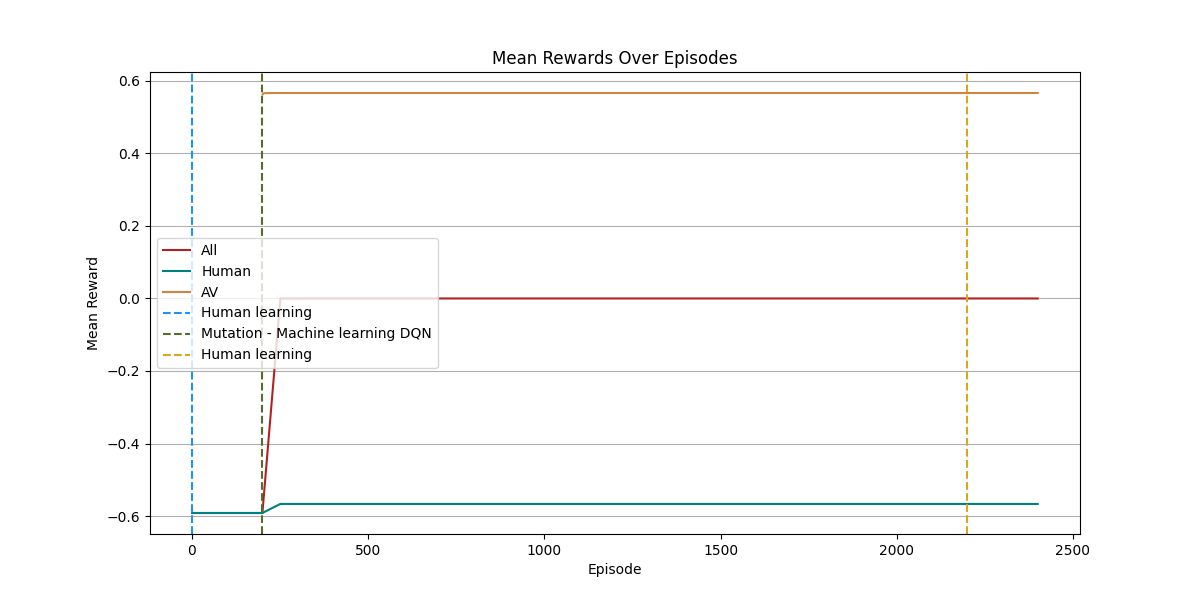 Mean Rewards Over Episodes
0.6
0.4
0.2
0.0
−0.2
−0.4
−0.6
Mean Reward
All
Human
AV
Human learning
Mutation - Machine learning DQN
Human learning
0
500
1000
1500
2000
2500
Episode